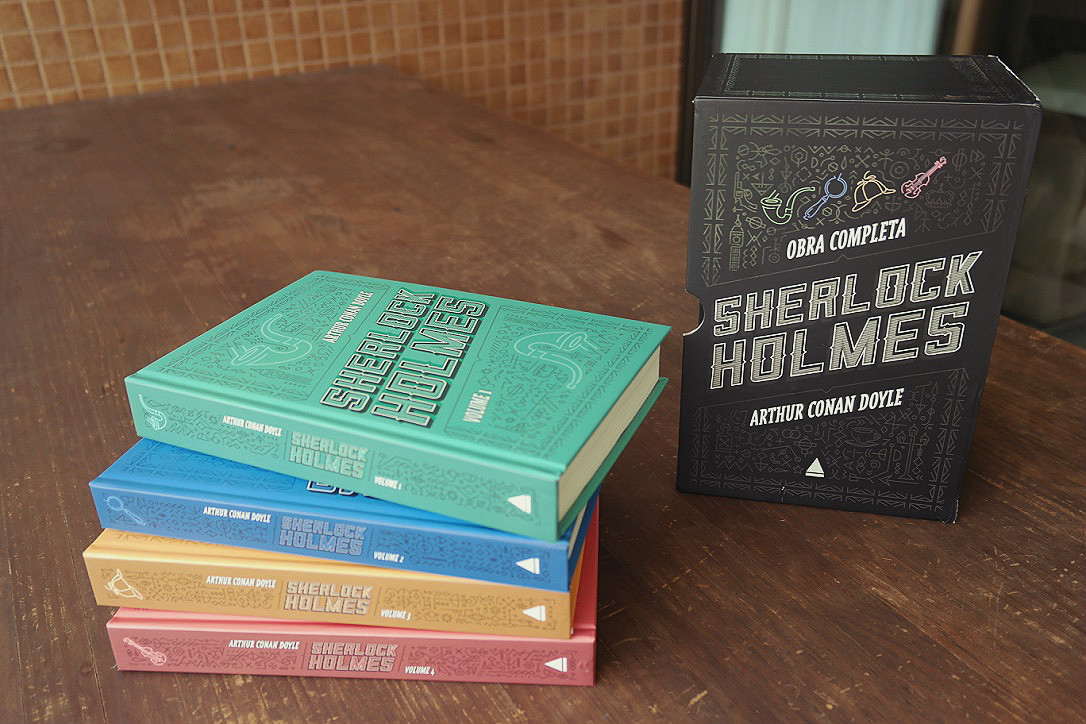 ARTHUR CONAN DOYLE
SHERLOCK
HOLMES
VOLUME 1
ARTHUR CONAN DOYLE
SHERLOCK
HOLMES
VOLUME 1
ARTHUR CONAN DOYLE
SHERLOCK
HOLMES
VOLUME 2
ARTHUR CONAN DOYLE
SHERLOCK
HOLMES
VOLUME 3
ARTHUR CONAN DOYLE
SHERLOCK
HOLMES
VOLUME 4
OBRA COMPLETA
SHERLOCK
HOLMES
ARTHUR CONAN DOYLE